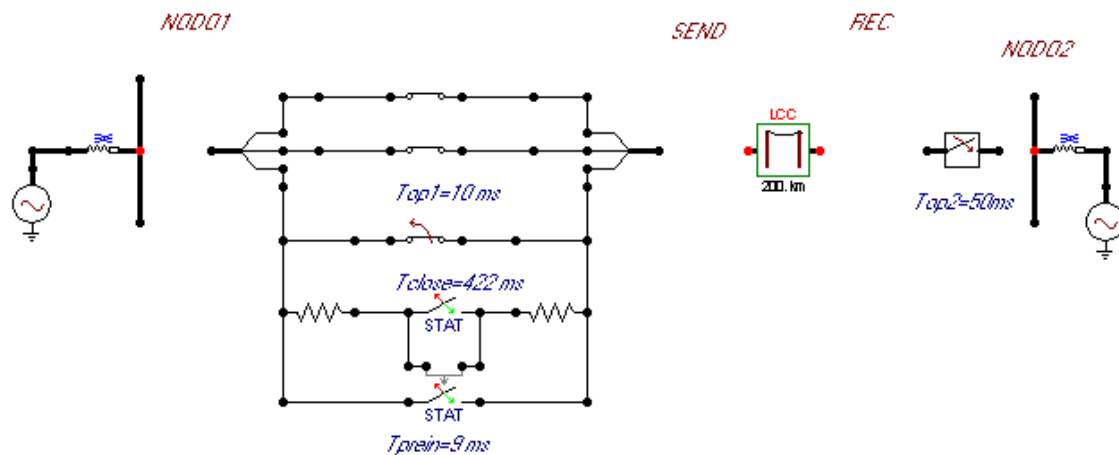 NODO1
SEND
REC
NODO2
LCC
200. km
Top1=10 ms
Top2=50ms
Tclose=422 ms
STAT
STAT
Tprein=9 ms